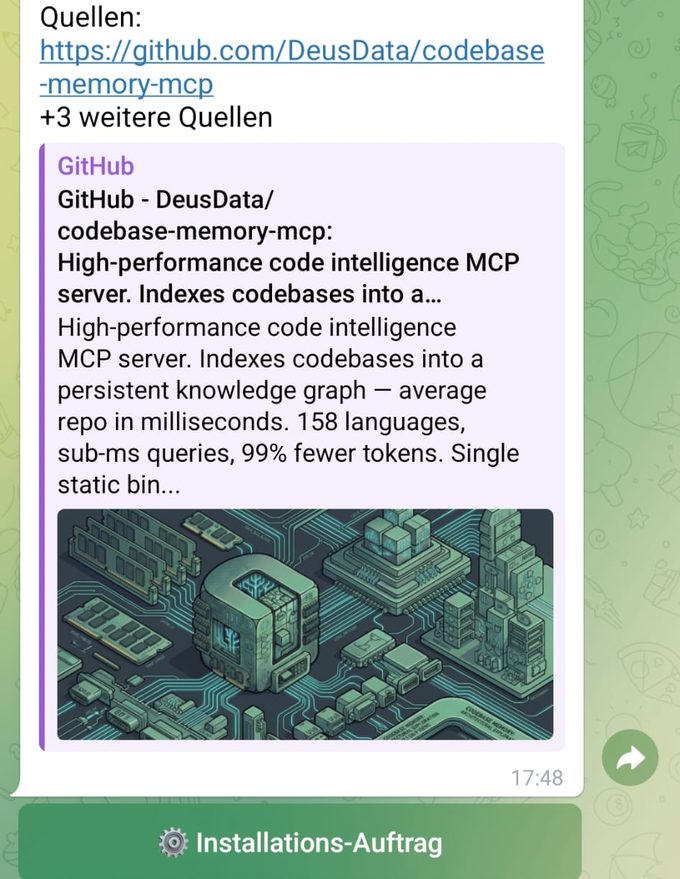 Quellen:
https://github.com/DeusData/codebase
-memory-mcp
+3 weitere Quellen
GitHub
GitHub - DeusData/
codebase-memory-mcp:
High-performance code intelligence MCP
server. Indexes codebases into a...
High-performance code intelligence
MCP server. Indexes codebases into a
persistent knowledge graph — average
repo in milliseconds. 158 languages,
sub-ms queries, 99% fewer tokens. Single
static bin...
17:48
Installations-Auftrag